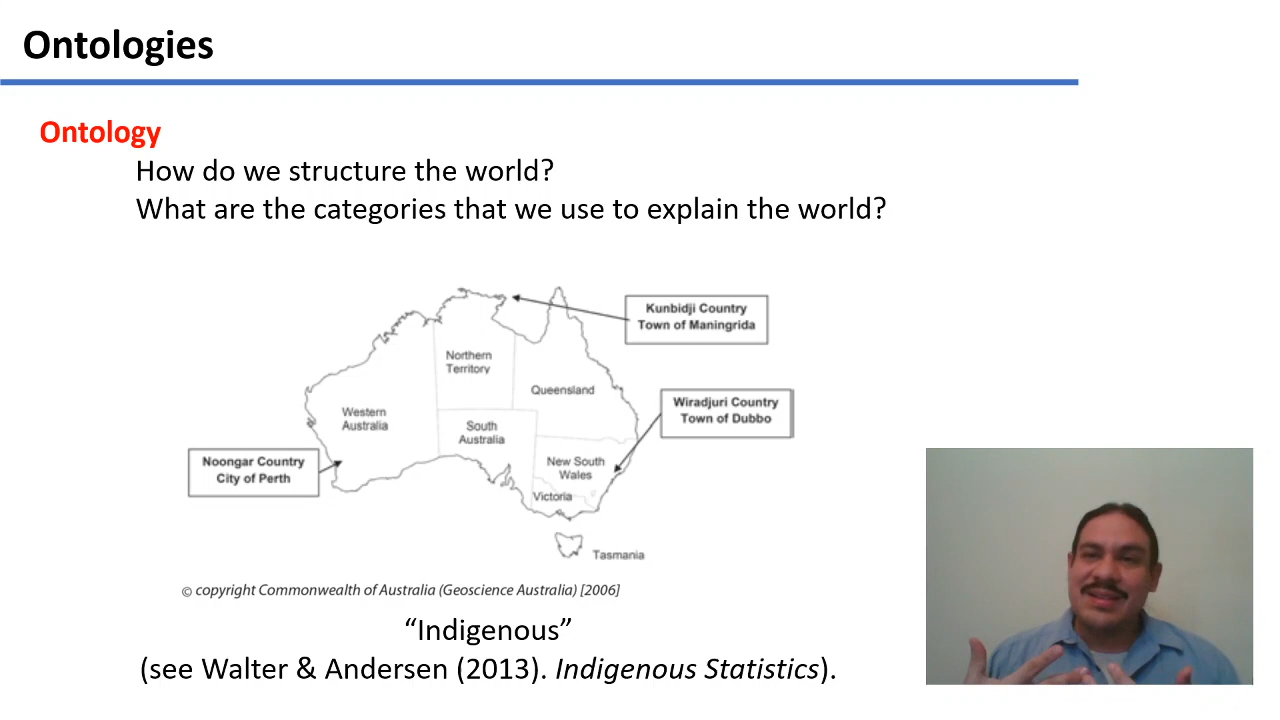 Ontologies
Ontology
How do we structure the world?
What are the categories that we use to explain the world?
Kunbidji Country
Town of Maningrida
Northern
Territory
Queensland
Wiradjuri Country
Town of Dubbo
Western
Australia
South
Australia
Noongar Country
City of Perth
New South
Wales
Victoria
Tasmania
© copyright Commonwealth of Australia (Geoscience Australia) [2006]
“Indigenous”
(see Walter & Andersen (2013). Indigenous Statistics).